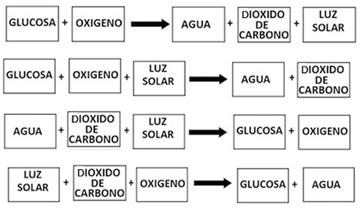 GLUCOSA + OXIGENO AGUA + DIOXIDO DE CARBONO + LUZ SOLAR
GLUCOSA + OXIGENO + LUZ SOLAR AGUA + DIOXIDO DE CARBONO
AGUA + DIOXIDO DE CARBONO + LUZ SOLAR GLUCOSA + OXIGENO
LUZ SOLAR + DIOXIDO DE CARBONO + OXIGENO GLUCOSA + AGUA